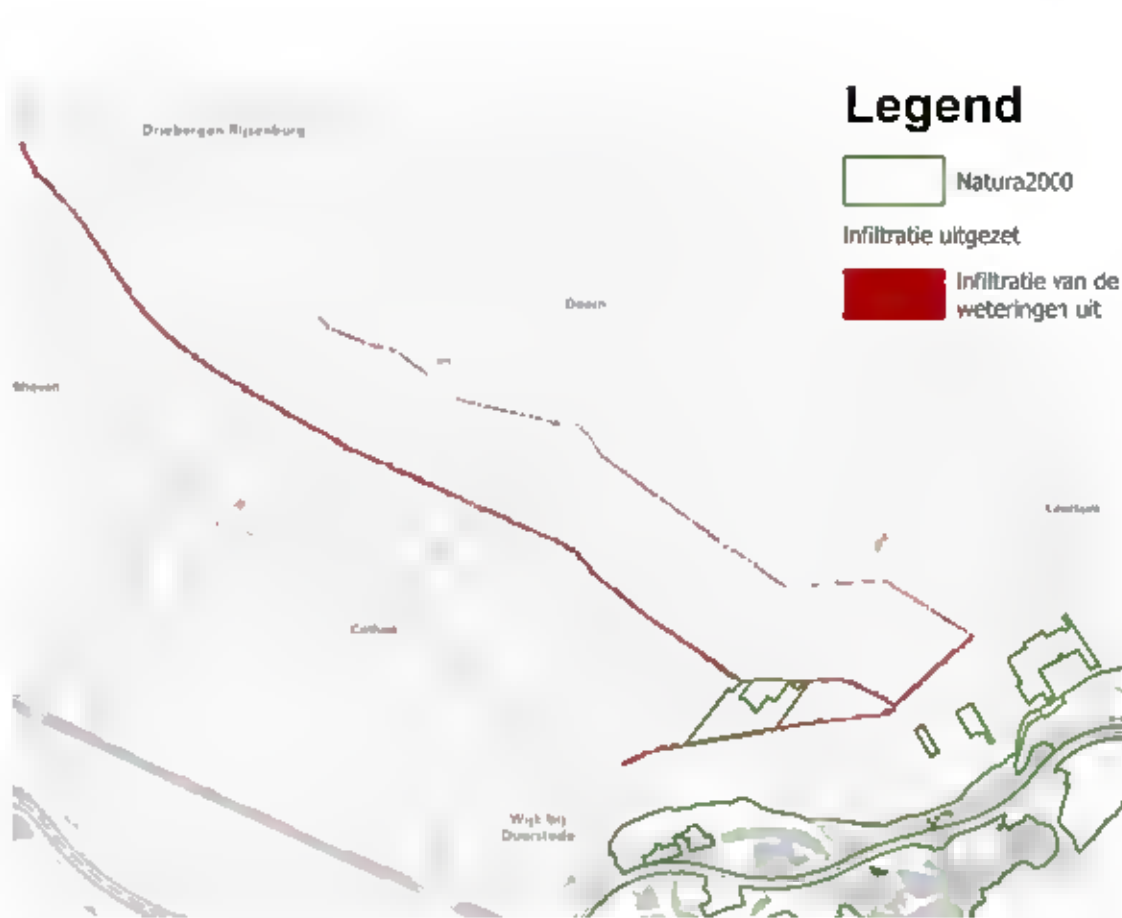 Legend
Driebergen Rijsenburg
Natura2000
Infiltratie uitgezet
Infiltratie van de
weteringen uit
Doorn
Cothen
Wijk bij
Duurstede